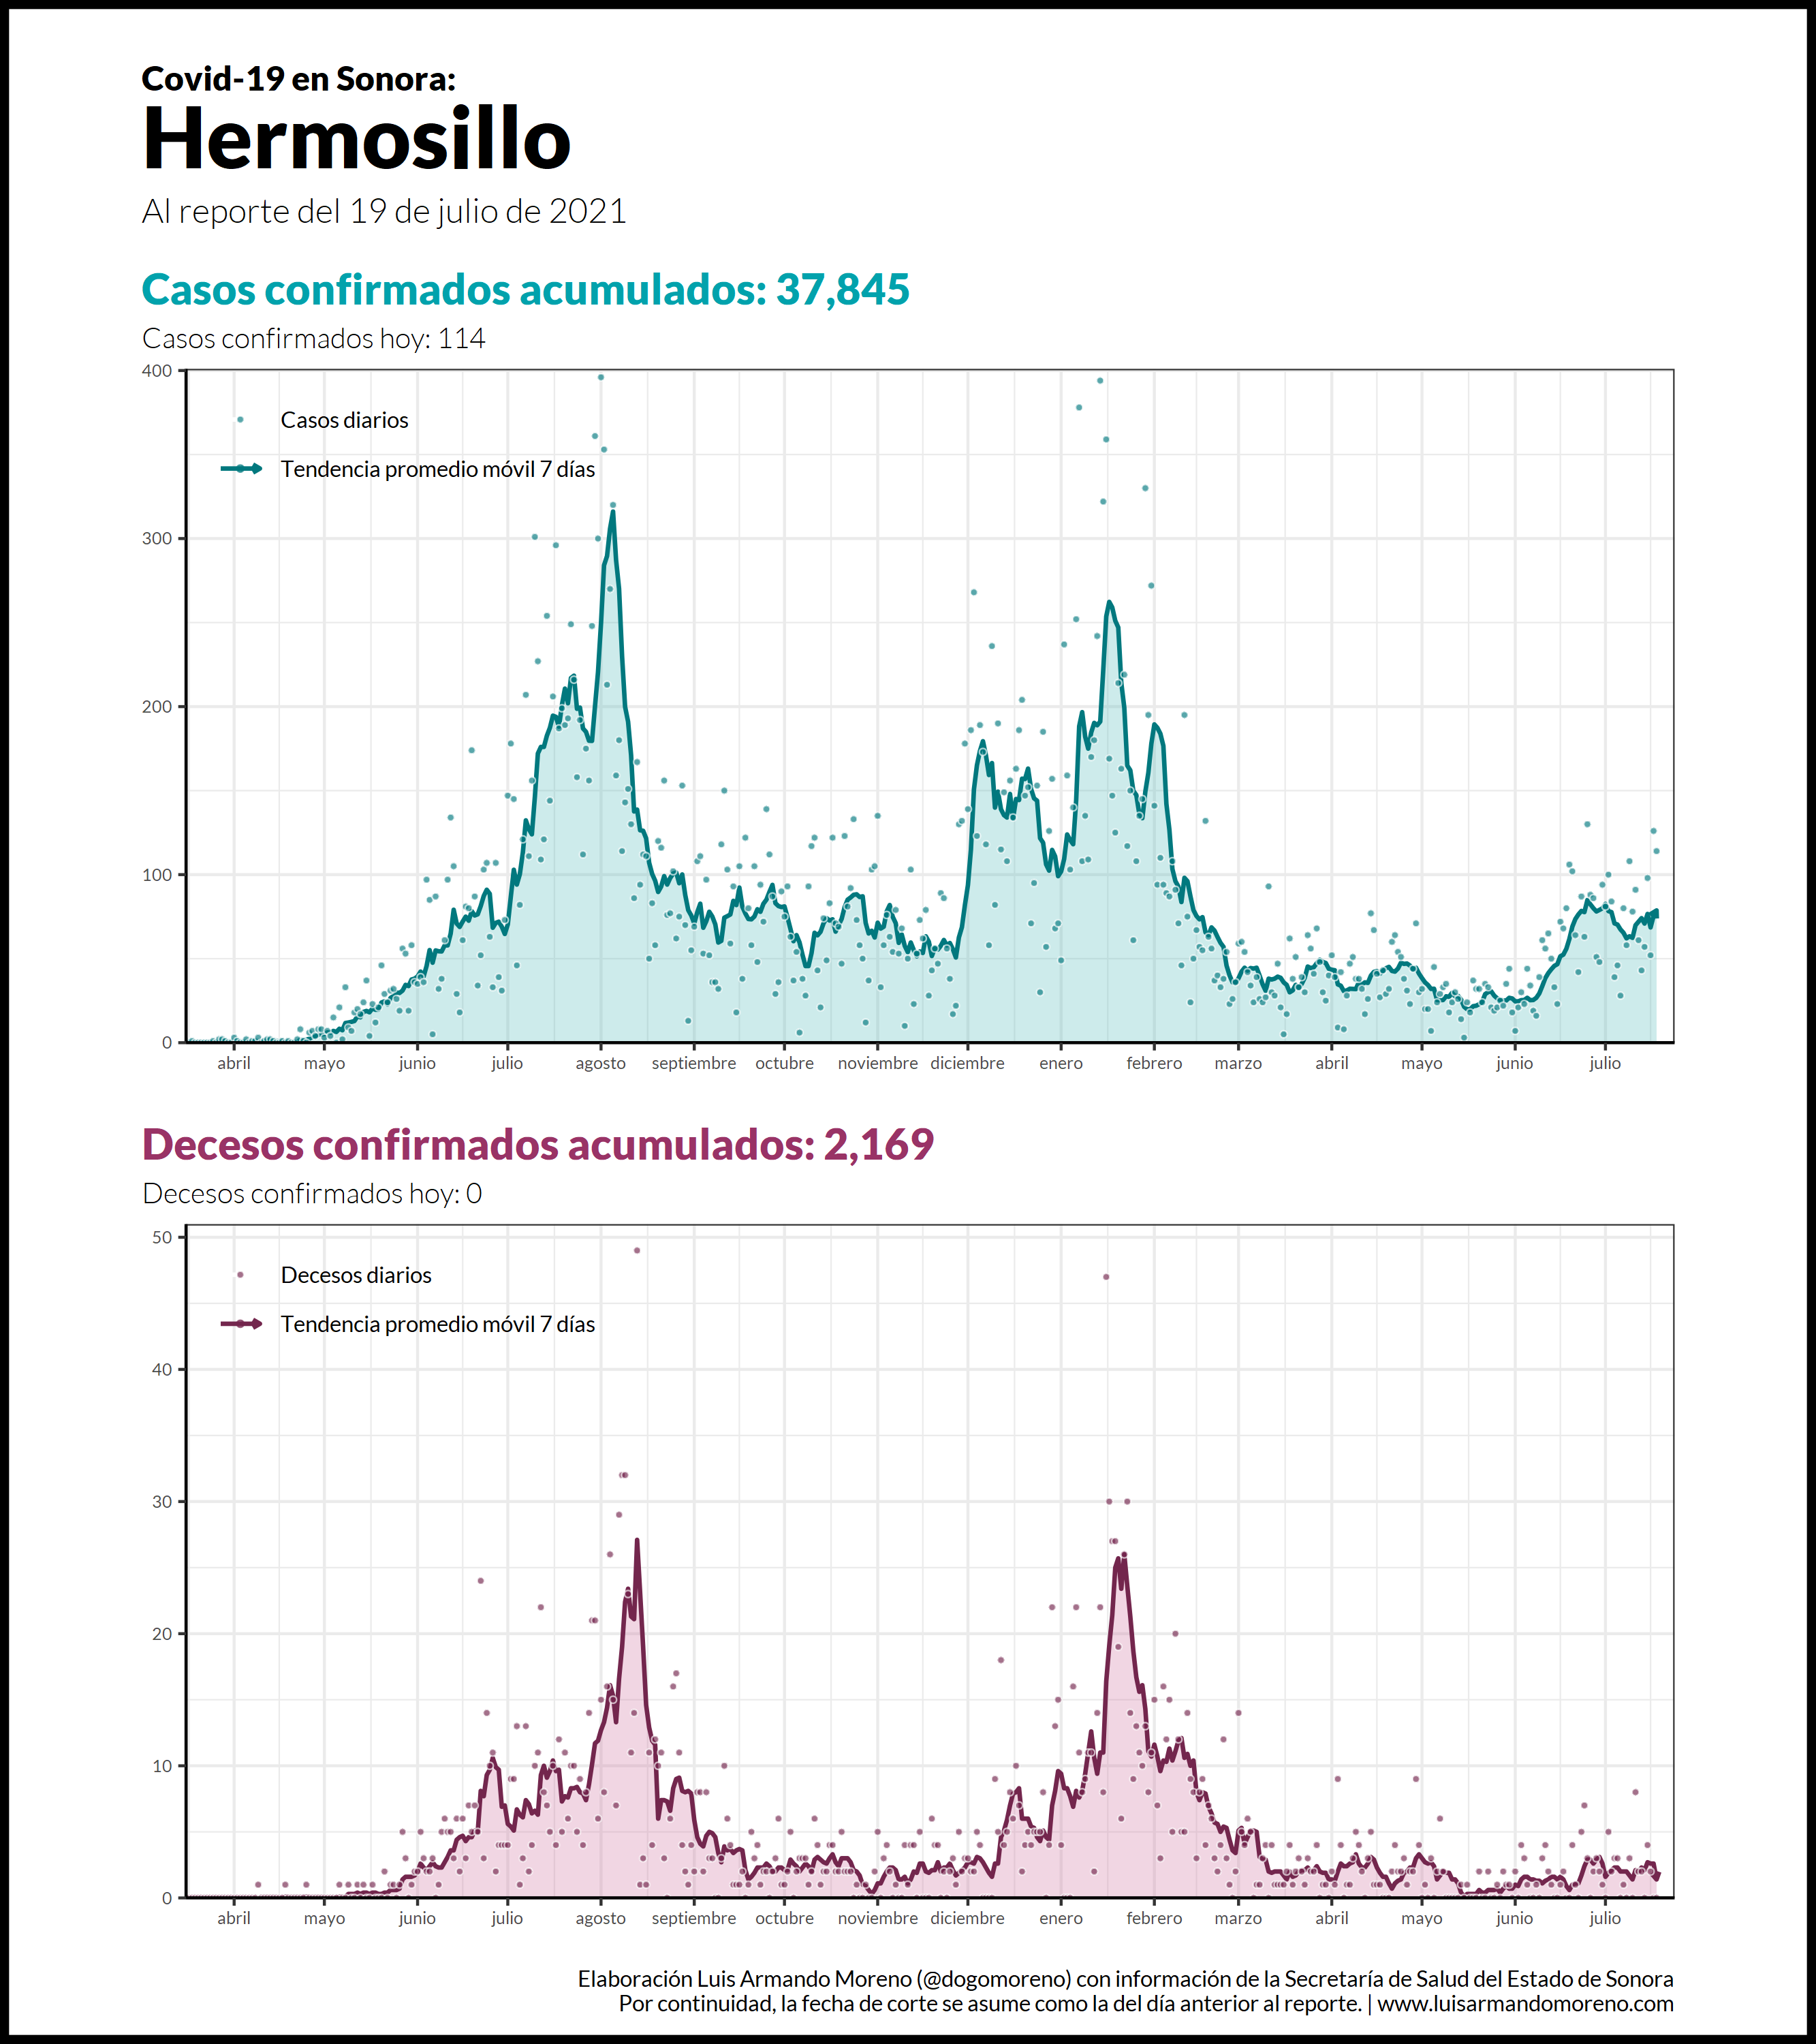 Covid-19 en Sonora:
Hermosillo
Al reporte del 19 de julio de 2021
Casos confirmados acumulados: 37,845
Casos confirmados hoy: 114
400
Casos diarios
Tendencia promedio móvil 7 días
300
200
100
0
abril mayo junio julio agosto septiembre octubre noviembre diciembre enero febrero marzo abril mayo junio julio
Decesos confirmados acumulados: 2,169
Decesos confirmados hoy: 0
50
Decesos diarios
Tendencia promedio móvil 7 días
40
30
20
10
0
abril mayo junio julio agosto septiembre octubre noviembre diciembre enero febrero marzo abril mayo junio julio
Elaboración Luis Armando Moreno (@dogomoreno) con información de la Secretaría de Salud del Estado de Sonora
Por continuidad, la fecha de corte se asume como la del día anterior al reporte. | www.luisarmandomoreno.com